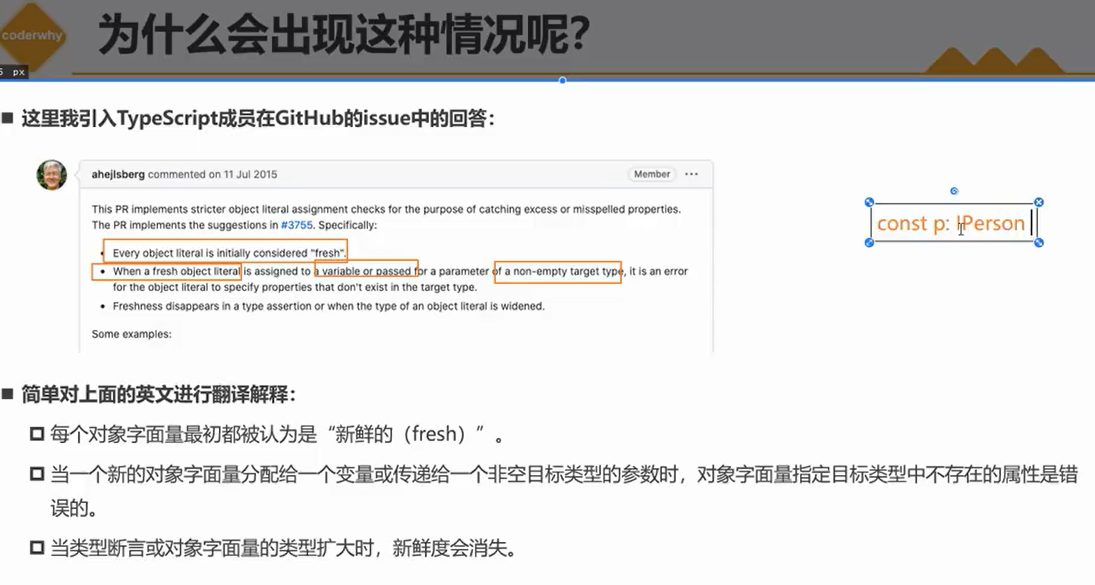 coderwhy
为什么会出现这种情况呢?
px
这里我引入TypeScript成员在GitHub的issue中的回答:
ahejlsberg commented on 11 Jul 2015
Member
This PR implements stricter object literal assignment checks for the purpose of catching excess or misspelled properties.
The PR implements the suggestions in #3755. Specifically:
• Every object literal is initially considered "fresh".
• When a fresh object literal is assigned to a variable or passed for a parameter of a non-empty target type, it is an error
for the object literal to specify properties that don't exist in the target type.
• Freshness disappears in a type assertion or when the type of an object literal is widened.
Some examples:
const p: IPerson
简单对上面的英文进行翻译解释:
每个对象字面量最初都被认为是“新鲜的（fresh）”。
当一个新的对象字面量分配给一个变量或传递给一个非空目标类型的参数时，对象字面量指定目标类型中不存在的属性是错
误的。
当类型断言或对象字面量的类型扩大时，新鲜度会消失。